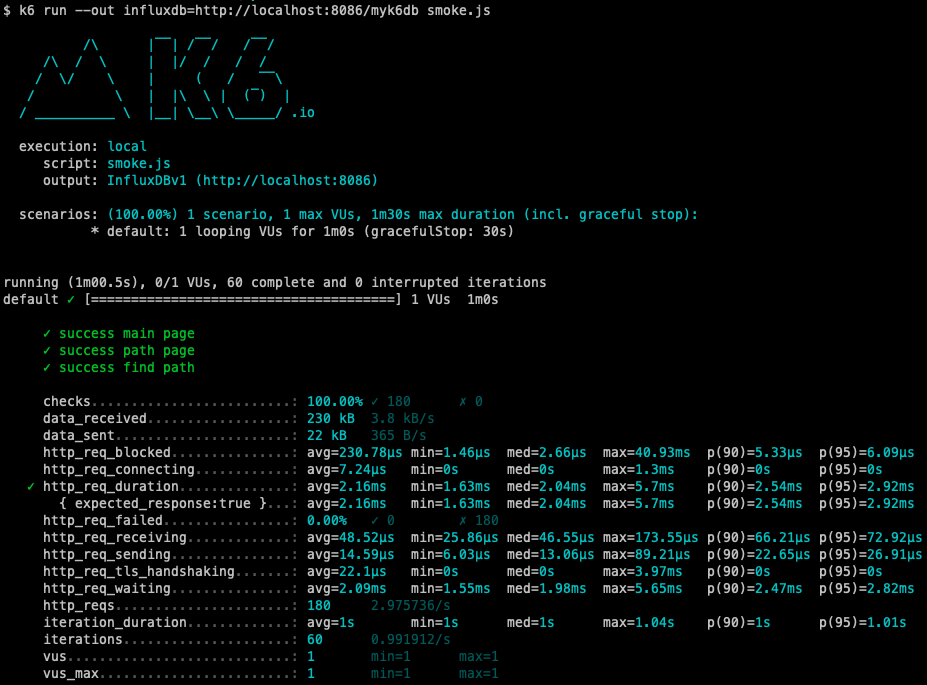 $ k6 run --out influxdb=http://localhost:8086/myk6db smoke.js
.io
execution: local
script: smoke.js
output: InfluxDBv1 (http://localhost:8086)
scenarios: (100.00%) 1 scenario, 1 max VUs, 1m30s max duration (incl. graceful stop):
* default: 1 looping VUs for 1m0s (gracefulStop: 30s)
running (1m00.5s), 0/1 VUs, 60 complete and 0 interrupted iterations
default ✓ [======================================] 1 VUs  1m0s
✓ success main page
✓ success path page
✓ success find path
checks.........................: 100.00% ✓ 180      ✗ 0
data_received..................: 230 kB  3.8 kB/s
data_sent......................: 22 kB   365 B/s
http_req_blocked...............: avg=230.78µs min=1.46µs  med=2.66µs  max=40.93ms  p(90)=5.33µs  p(95)=6.09µs
http_req_connecting............: avg=7.24µs   min=0s      med=0s      max=1.3ms    p(90)=0s      p(95)=0s
✓ http_req_duration..............: avg=2.16ms   min=1.63ms  med=2.04ms  max=5.7ms    p(90)=2.54ms  p(95)=2.92ms
{ expected_response:true }...: avg=2.16ms   min=1.63ms  med=2.04ms  max=5.7ms    p(90)=2.54ms  p(95)=2.92ms
http_req_failed................: 0.00%   ✓ 0        ✗ 180
http_req_receiving.............: avg=48.52µs  min=25.86µs med=46.55µs max=173.55µs p(90)=66.21µs p(95)=72.92µs
http_req_sending...............: avg=14.59µs  min=6.03µs  med=13.06µs max=89.21µs  p(90)=22.65µs p(95)=26.91µs
http_req_tls_handshaking.......: avg=22.1µs   min=0s      med=0s      max=3.97ms   p(90)=0s      p(95)=0s
http_req_waiting...............: avg=2.09ms   min=1.55ms  med=1.98ms  max=5.65ms   p(90)=2.47ms  p(95)=2.82ms
http_reqs......................: 180     2.975736/s
iteration_duration.............: avg=1s       min=1s      med=1s      max=1.04s    p(90)=1s      p(95)=1.01s
iterations.....................: 60      0.991912/s
vus............................: 1       min=1      max=1
vus_max........................: 1       min=1      max=1